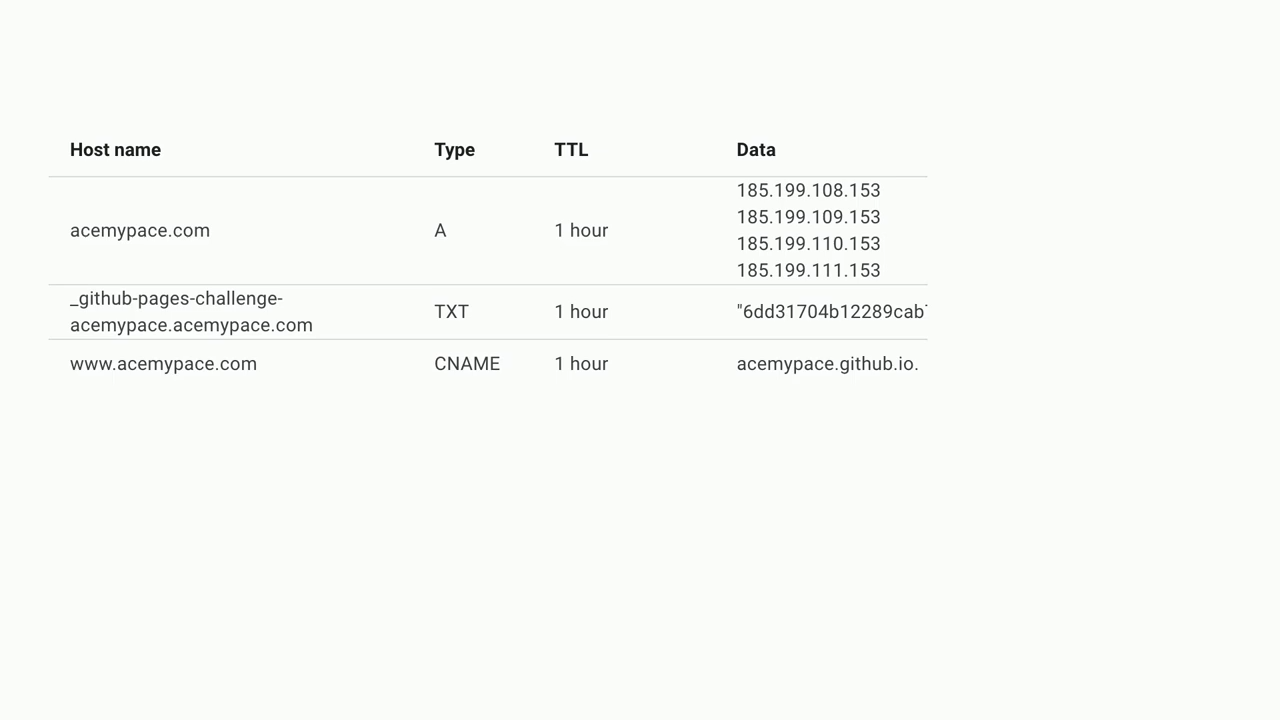 Host name Type TTL Data
185.199.108.153
185.199.109.153
acemypace.com A 1 hour
185.199.110.153
185.199.111.153
_github-pages-challenge-
acemypace.acemypace.com TXT 1 hour "6dd31704b12289cab
www.acemypace.com CNAME 1 hour acemypace.github.io.